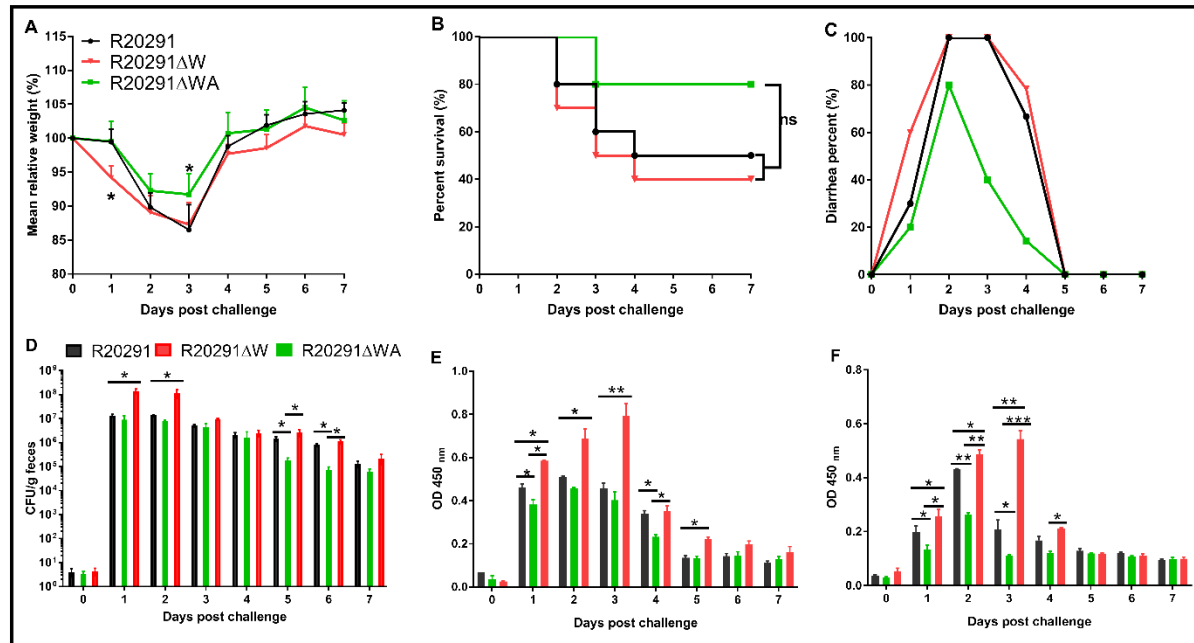 A
R20291
R20291ΔW
R20291ΔWA
Mean relative weight (%)
115
110
105
100
95
90
85
80
*
*
0 1 2 3 4 5 6 7
Days post challenge
B
Percent survival (%)
100
80
60
40
20
0
ns
ns
1 2 3 4 5 6 7
Days post challenge
C
Diarrhea percent (%)
100
80
60
40
20
0
0 1 2 3 4 5 6 7
Days post challenge
D
R20291 R20291ΔWA R20291ΔW
CFU/g feces
10⁹
10⁸
10⁷
10⁶
10⁵
10⁴
10³
10²
10¹
10⁰
* * * * * *
0 1 2 3 4 5 6 7
Days post challenge
E
OD 450 nm
1.0
0.8
0.6
0.4
0.2
0.0
* * * * ** * * *
0 1 2 3 4 5 6 7
Days post challenge
F
OD 450 nm
0.8
0.6
0.4
0.2
0.0
* * * * ** ** ** *** * *
0 1 2 3 4 5 6 7
Days post challenge